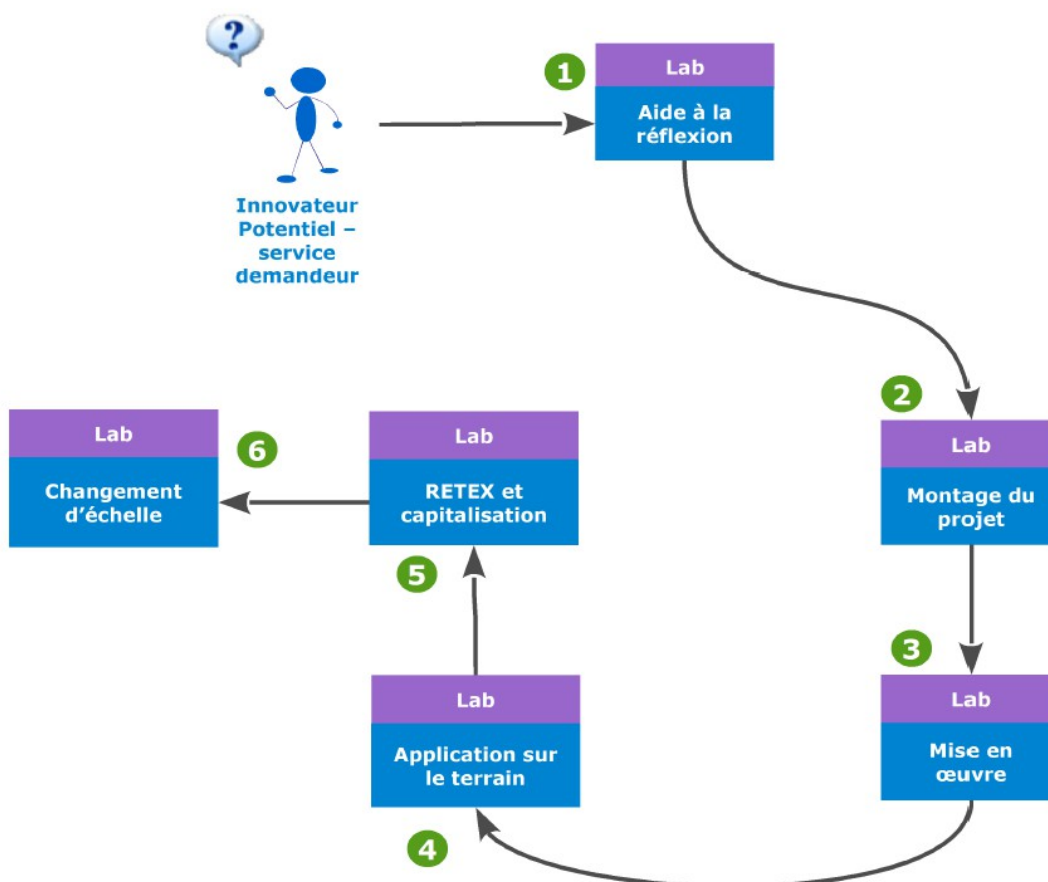 ?
1
Lab
Aide à la
réflexion
Innovateur
Potentiel –
service
demandeur
2
Lab
Montage du
projet
3
Lab
Mise en
œuvre
4
Lab
Application sur
le terrain
5
Lab
RETEX et
capitalisation
6
Lab
Changement
d’échelle